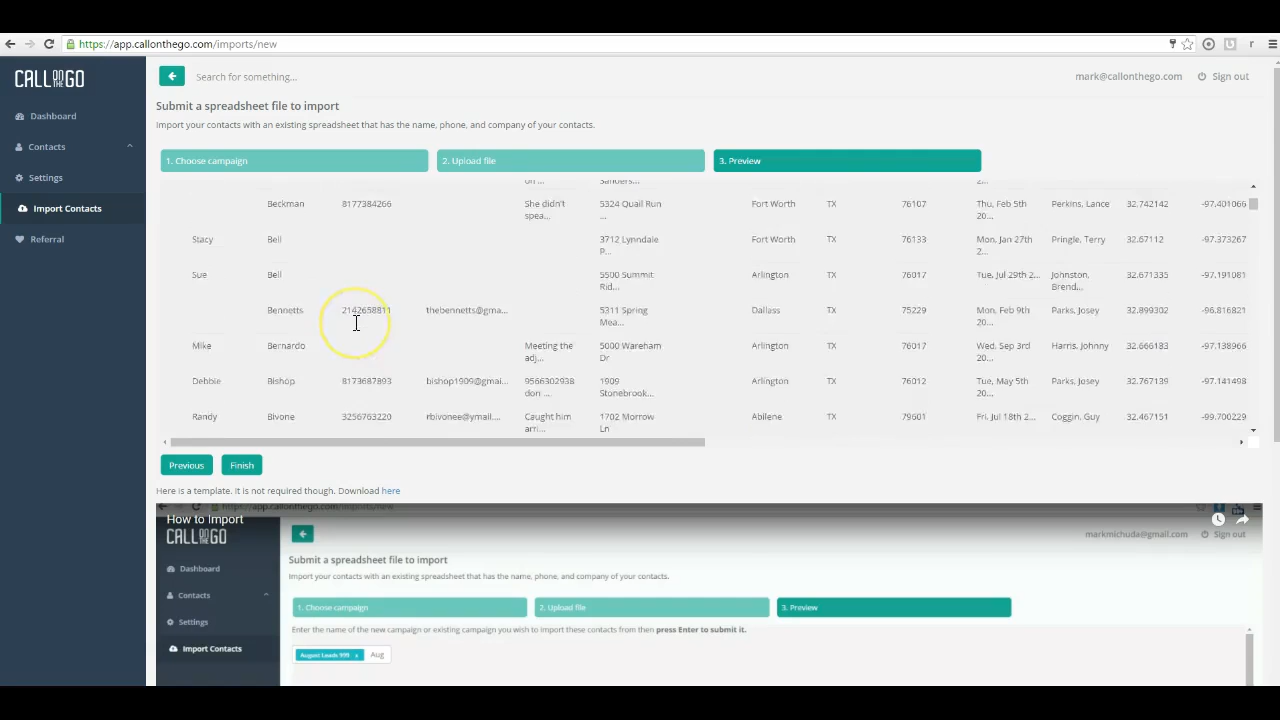 https://app.callonthego.com/imports/new
CALL ON THE GO
Search for something...
mark@callonthego.com
Sign out
Dashboard
Contacts
Settings
Import Contacts
Referral
Submit a spreadsheet file to import
Import your contacts with an existing spreadsheet that has the name, phone, and company of your contacts.
1. Choose campaign
2. Upload file
3. Preview
on ... Sanders... 2...
Beckman 8177384266 She didn't spea... 5324 Quail Run ... Fort Worth TX 76107 Thu, Feb 5th 20... Perkins, Lance 32.742142 -97.401066
Stacy Bell 3712 Lynndale P... Fort Worth TX 76133 Mon, Jan 27th 2... Pringle, Terry 32.67112 -97.373267
Sue Bell 5500 Summit Rid... Arlington TX 76017 Tue, Jul 29th 2... Johnston, Brend... 32.671335 -97.191081
Bennetts 2142658811 thebennetts@gma... 5311 Spring Mea... Dallass TX 75229 Mon, Feb 9th 20... Parks, Josey 32.899302 -96.816821
Mike Bernardo Meeting the adj... 5000 Wareham Dr Arlington TX 76017 Wed, Sep 3rd 20... Harris, Johnny 32.666183 -97.138966
Debbie Bishop 8173687893 bishop1909@gmai... 9566302938 don ... 1909 Stonebrook... Arlington TX 76012 Tue, May 5th 20... Parks, Josey 32.767139 -97.141498
Randy Bivone 3256763220 rbivonee@ymail.... Caught him arri... 1702 Morrow Ln Abilene TX 79601 Fri, Jul 18th 2... Coggin, Guy 32.467151 -99.700229
Previous
Finish
Here is a template. It is not required though. Download here
https://app.callonthego.com/imports/new
How to Import
CALL ON THE GO
markmichuda@gmail.com
Sign out
Dashboard
Contacts
Settings
Import Contacts
Submit a spreadsheet file to import
Import your contacts with an existing spreadsheet that has the name, phone, and company of your contacts.
1. Choose campaign
2. Upload file
3. Preview
Enter the name of the new campaign or existing campaign you wish to import these contacts from then press Enter to submit it.
August Leads 999 x
Aug